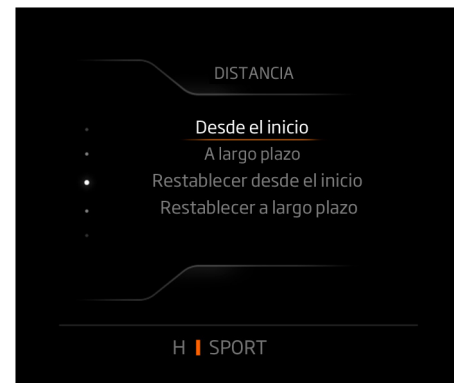 DISTANCIA
Desde el inicio
A largo plazo
Restablecer desde el inicio
Restablecer a largo plazo
H SPORT